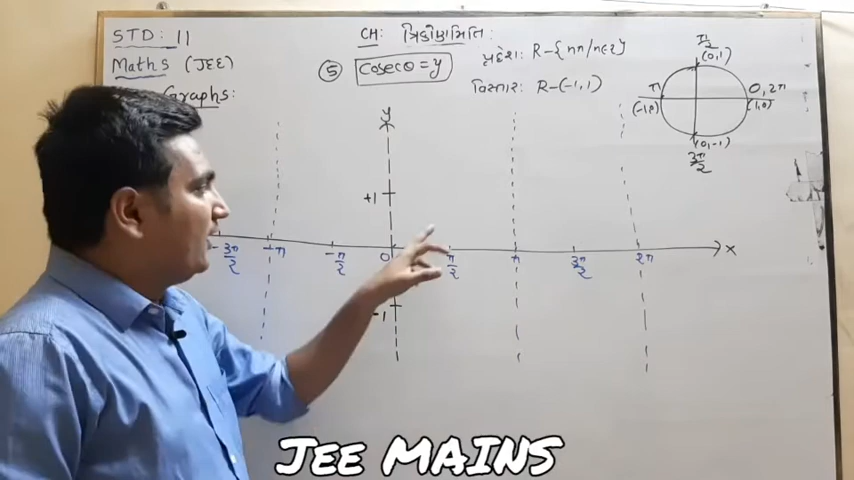 STD : 11
Maths (JEE)
Graphs:
CH: ત્રિકોણમિતિ:
⑤ Cosecθ = y
પ્રદેશ: R-{nπ/n∈Z}
વિસ્તાર: R-(-1,1)
π/2
(0,1)
π
(-1,0)
0, 2π
(1,0)
(0,-1)
3π/2
y
+1
-3π/2 -π -π/2 0 π/2 π 3π/2 2π x
-1
JEE MAINS